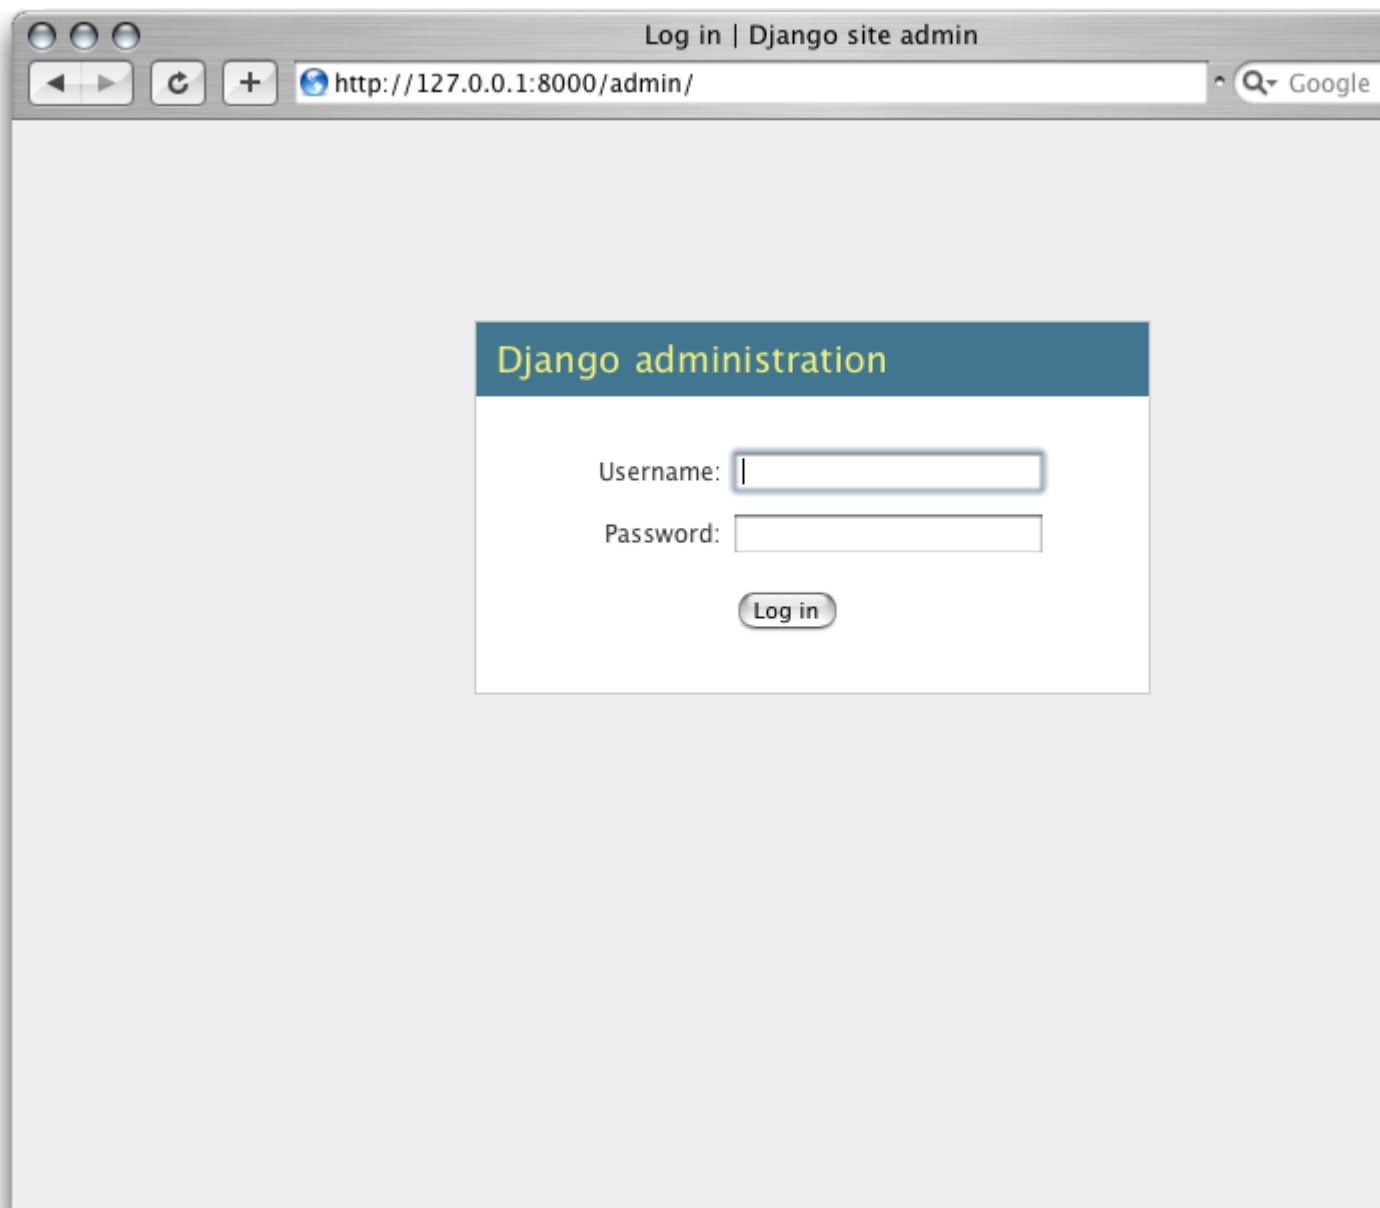 Log in | Django site admin
http://127.0.0.1:8000/admin/
Google
Django administration
Username:
Password:
Log in